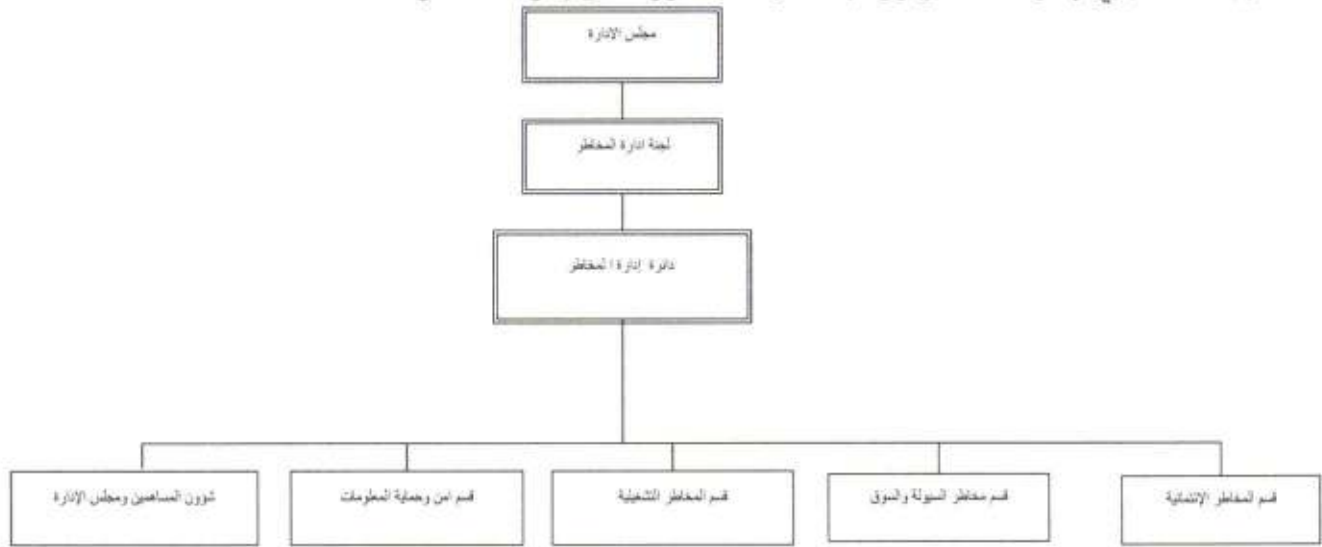 مجلس الادارة
لجنة ادارة المخاطر
دائرة إدارة المخاطر
قسم المخاطر الإئتمانية
قسم مخاطر السيولة والسوق
قسم المخاطر التشغيلية
قسم امن وحماية المعلومات
شؤون المساهمين ومجلس الإدارة